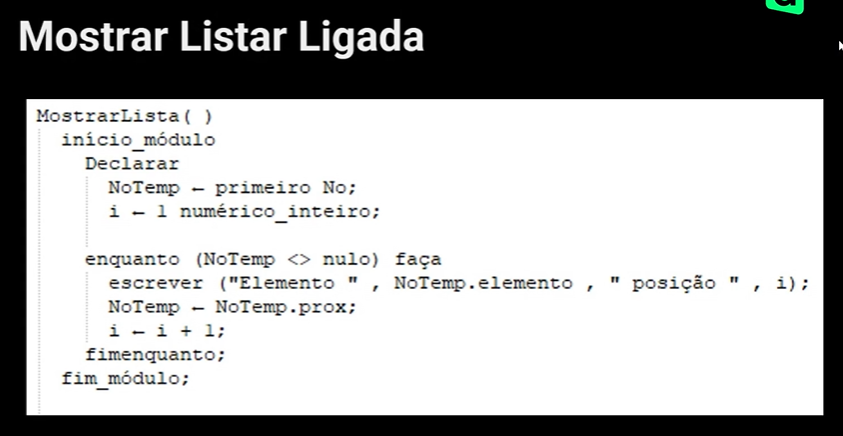 Mostrar Listar Ligada
MostrarLista( )
início_módulo
Declarar
NoTemp ← primeiro No;
i ← 1 numérico_inteiro;
enquanto (NoTemp <> nulo) faça
escrever ("Elemento " , NoTemp.elemento , " posição " , i);
NoTemp ← NoTemp.prox;
i ← i + 1;
fimenquanto;
fim_módulo;